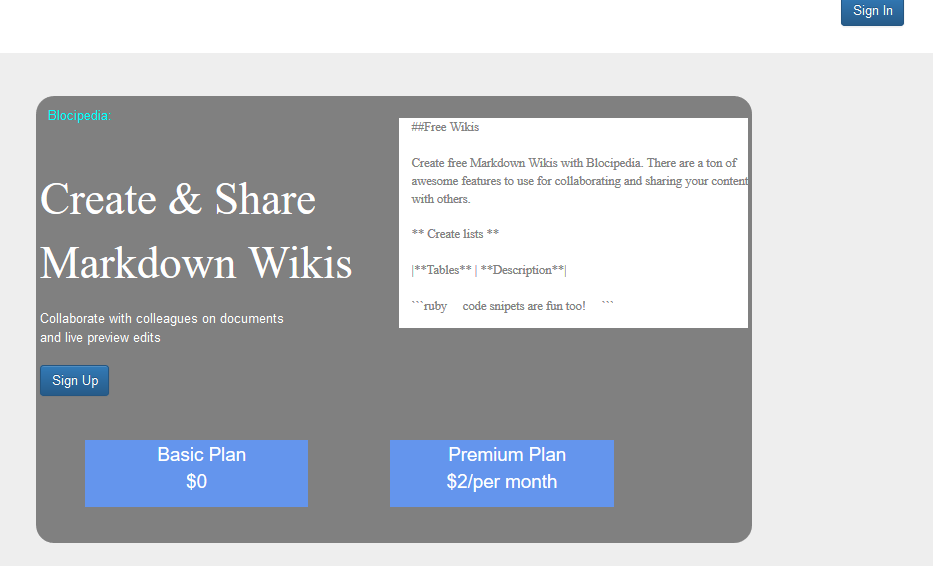 Sign In
Blocipedia:
Create & Share
Markdown Wikis
Collaborate with colleagues on documents
and live preview edits
Sign Up
##Free Wikis
Create free Markdown Wikis with Blocipedia. There are a ton of
awesome features to use for collaborating and sharing your content
with others.
** Create lists **
|**Tables** | **Description**|
```ruby code snipets are fun too! ```
Basic Plan
$0
Premium Plan
$2/per month